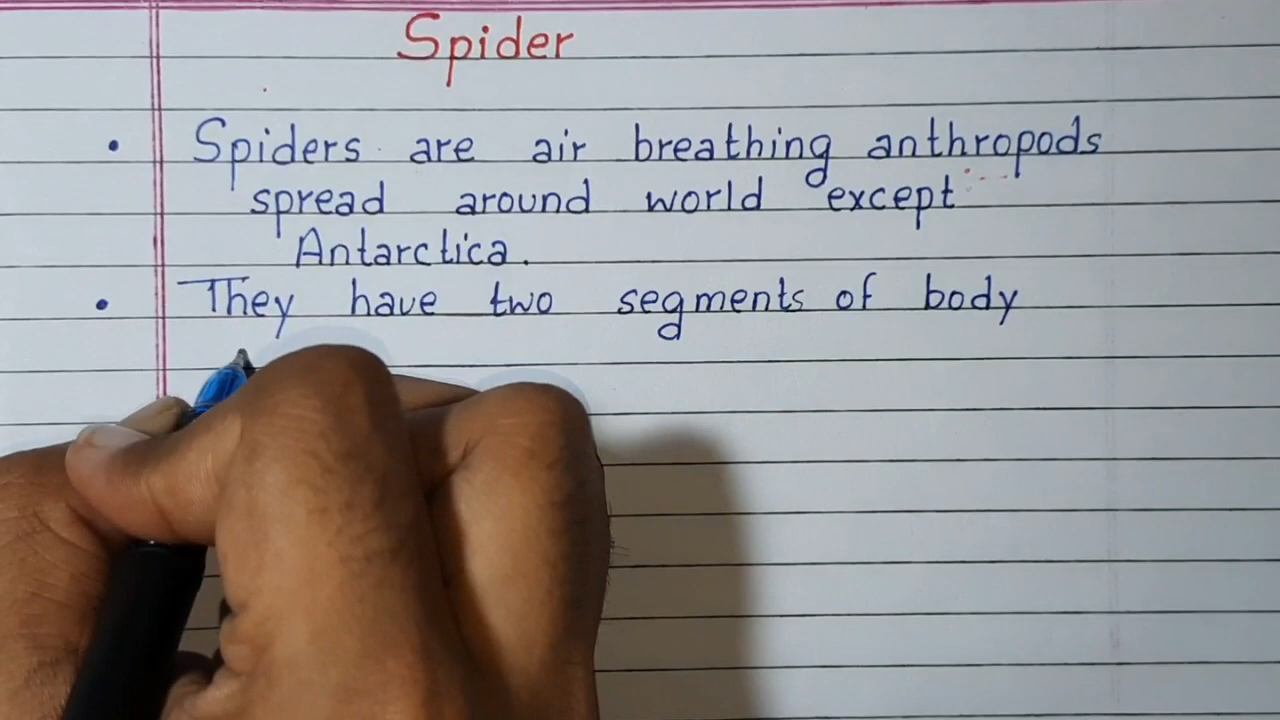 Spider
• Spiders are air breathing anthropods
spread around world except
Antarctica.
• They have two segments of body